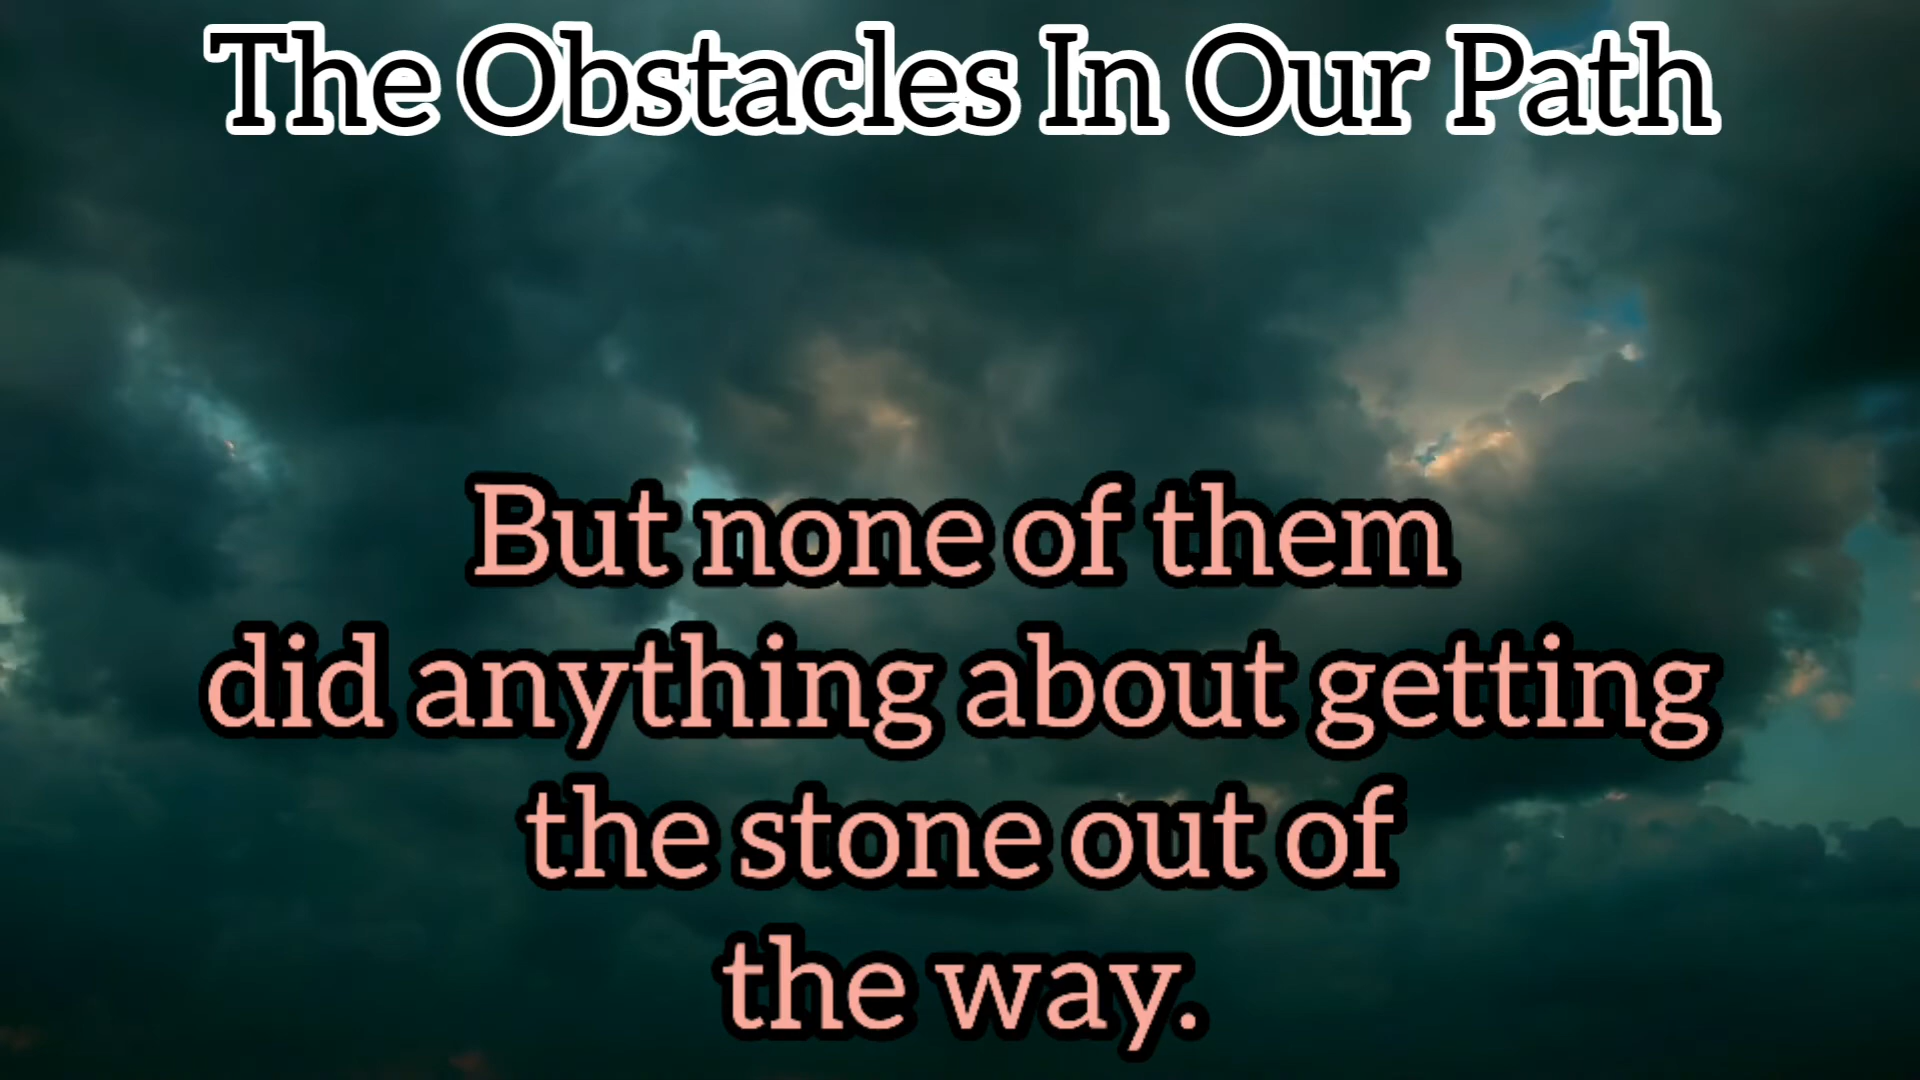 The Obstacles In Our Path
But none of them
did anything about getting
the stone out of
the way.